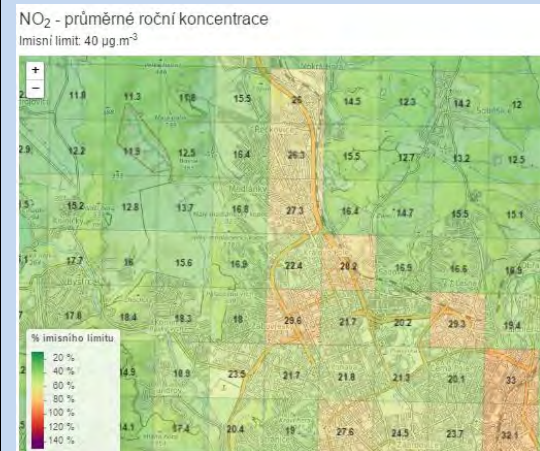 NO₂ - průměrné roční koncentrace
Imisní limit: 40 µg.m⁻³
+
−
11.3 15.5 26 14.5 12.3 14.2 12
12.2 11.9 12.5 16.4 26.3 15.5 12.7 13.2 12.5
15.2 12.8 13.7 16.8 27.3 16.4 14.7 15.5 15.1
17.7 16 15.6 16.9 22.4 28.2 16.5 16.6 16.9
17.8 18.4 18.3 18 29.6 21.7 20.2 29.3 19.4
% imisního limitu
20 %
40 %
60 %
80 %
100 %
120 %
140 %
14.9 18.9 23.5 21.7 21.8 21.3 20.1 33
14.1 17.4 20.4 19 27.6 24.5 23.7 32.1